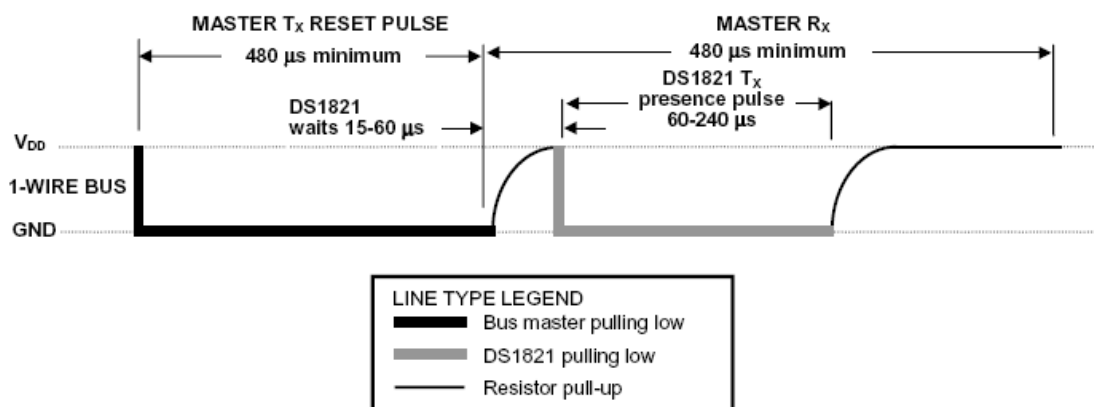 MASTER TX RESET PULSE
480 µs minimum
MASTER RX
480 µs minimum
DS1821
waits 15-60 µs
DS1821 TX
presence pulse
60-240 µs
VDD
1-WIRE BUS
GND
LINE TYPE LEGEND
Bus master pulling low
DS1821 pulling low
Resistor pull-up